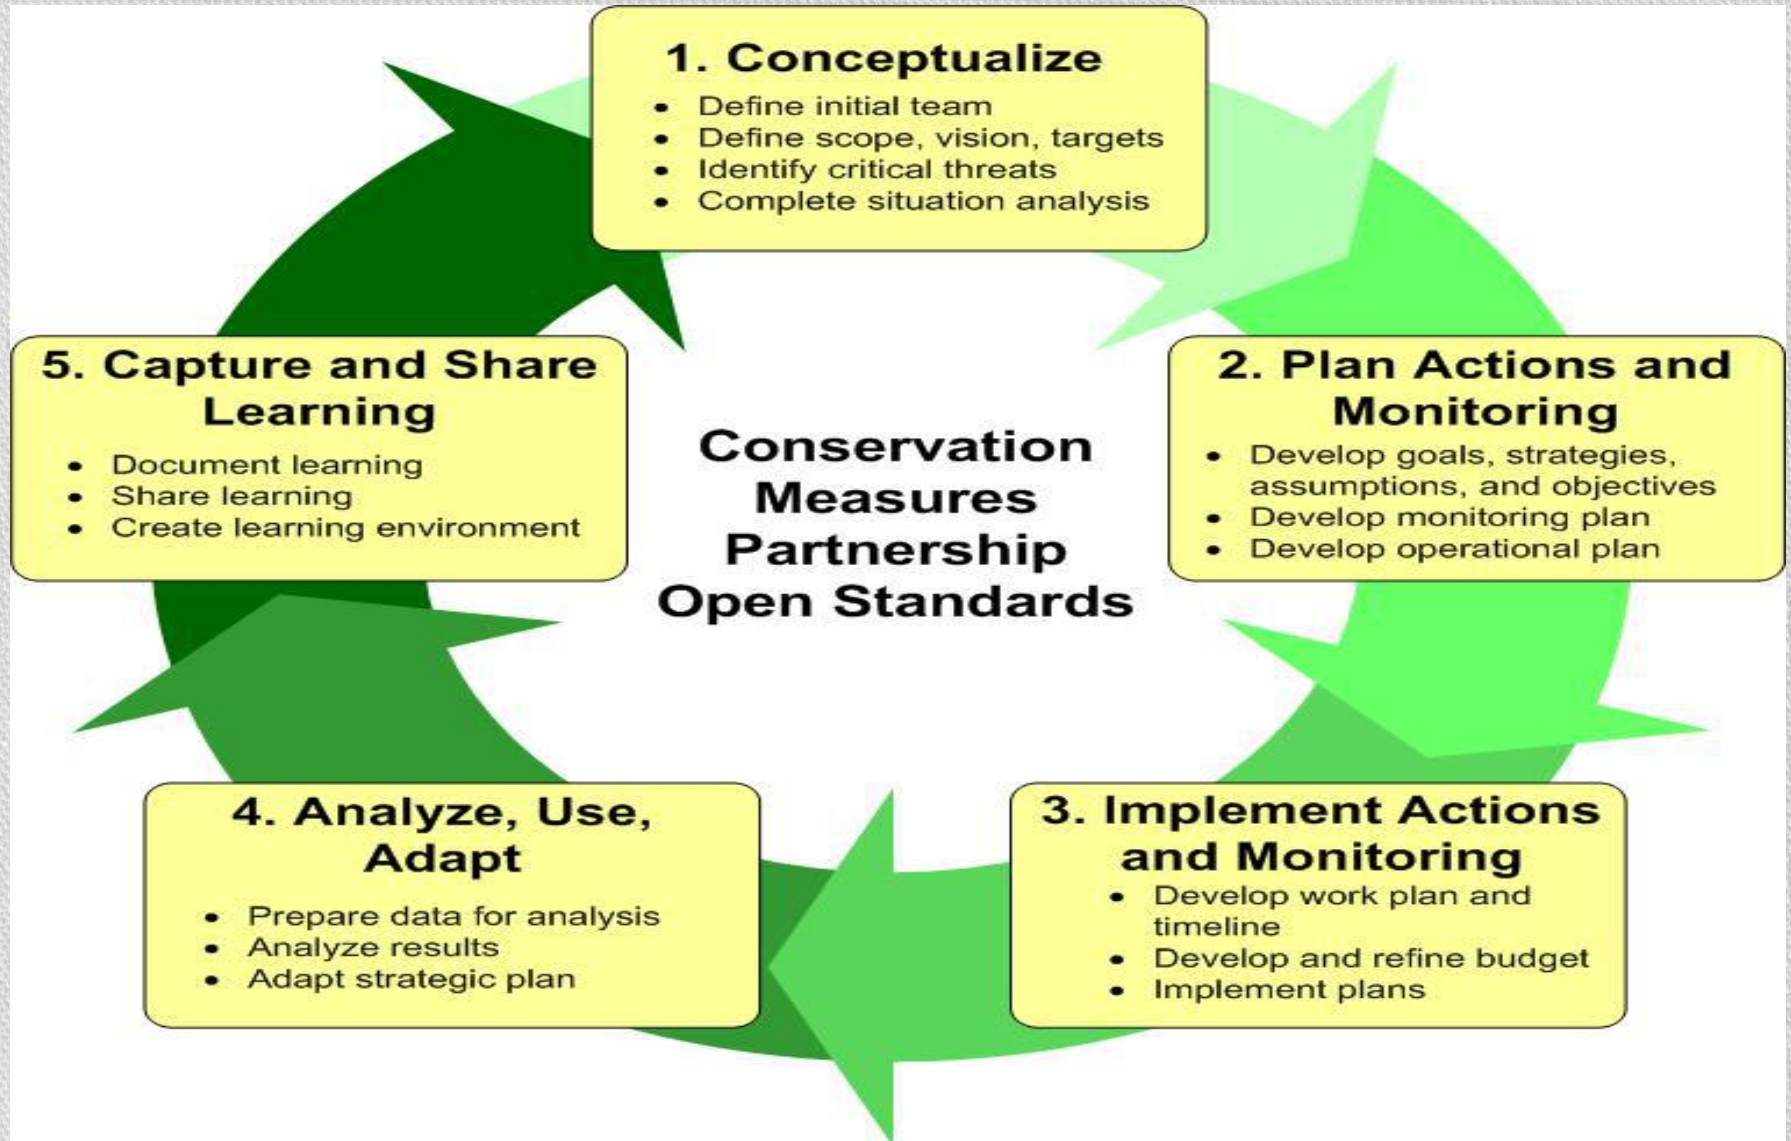 1. Conceptualize
• Define initial team
• Define scope, vision, targets
• Identify critical threats
• Complete situation analysis
2. Plan Actions and
Monitoring
• Develop goals, strategies,
assumptions, and objectives
• Develop monitoring plan
• Develop operational plan
3. Implement Actions
and Monitoring
• Develop work plan and
timeline
• Develop and refine budget
• Implement plans
4. Analyze, Use,
Adapt
• Prepare data for analysis
• Analyze results
• Adapt strategic plan
5. Capture and Share
Learning
• Document learning
• Share learning
• Create learning environment
Conservation
Measures
Partnership
Open Standards